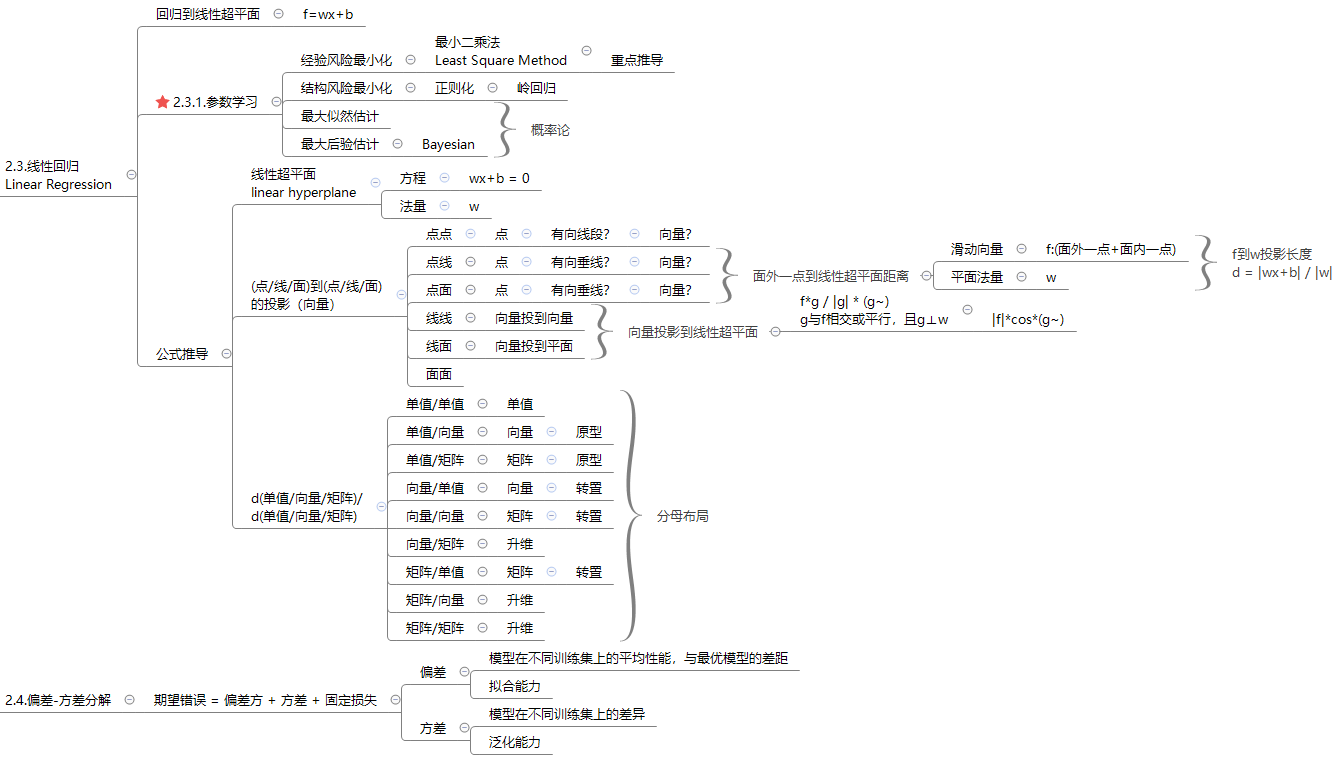 2.3.线性回归
Linear Regression
回归到线性超平面
f=wx+b
2.3.1.参数学习
经验风险最小化
最小二乘法
Least Square Method
重点推导
结构风险最小化
正则化
岭回归
最大似然估计
最大后验估计
Bayesian
概率论
公式推导
线性超平面
linear hyperplane
方程
wx+b = 0
法量
w
(点/线/面)到(点/线/面)
的投影（向量）
点点
点
有向线段?
向量?
点线
点
有向垂线?
向量?
点面
点
有向垂线?
向量?
面外一点到线性超平面距离
滑动向量
f:(面外一点+面内一点)
平面法量
w
f到w投影长度
d = |wx+b| / |w|
线线
向量投到向量
线面
向量投到平面
向量投影到线性超平面
f*g / |g| * (g~)
g与f相交或平行，且g⊥w
|f|*cos*(g~)
面面
d(单值/向量/矩阵)/
d(单值/向量/矩阵)
单值/单值
单值
单值/向量
向量
原型
单值/矩阵
矩阵
原型
向量/单值
向量
转置
向量/向量
矩阵
转置
向量/矩阵
升维
矩阵/单值
矩阵
转置
矩阵/向量
升维
矩阵/矩阵
升维
分母布局
2.4.偏差-方差分解
期望错误 = 偏差方 + 方差 + 固定损失
偏差
模型在不同训练集上的平均性能，与最优模型的差距
拟合能力
方差
模型在不同训练集上的差异
泛化能力